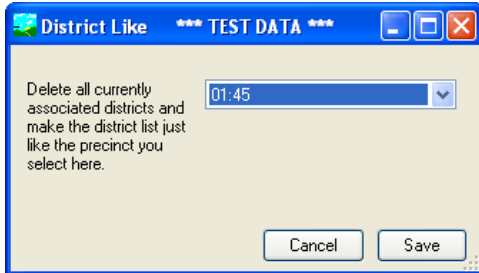 District Like *** TEST DATA ***
Delete all currently
associated districts and
make the district list just
like the precinct you
select here.
01:45
Cancel Save